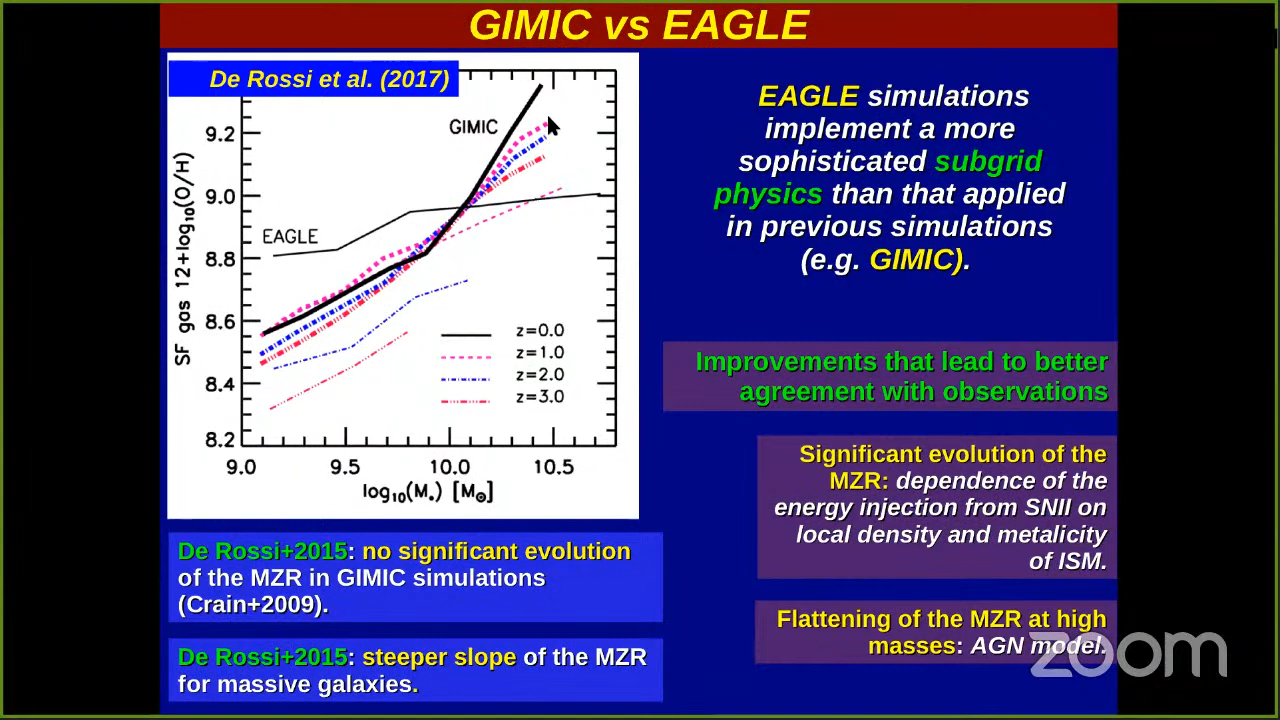 GIMIC vs EAGLE
De Rossi et al. (2017)
GIMIC
EAGLE
SF gas 12+log₁₀(O/H)
9.2
9.0
8.8
8.6
8.4
8.2
z=0.0
z=1.0
z=2.0
z=3.0
9.0 9.5 10.0 10.5
log₁₀(M⋆) [M⊙]
De Rossi+2015: no significant evolution
of the MZR in GIMIC simulations
(Crain+2009).
De Rossi+2015: steeper slope of the MZR
for massive galaxies.
EAGLE simulations
implement a more
sophisticated subgrid
physics than that applied
in previous simulations
(e.g. GIMIC).
Improvements that lead to better
agreement with observations
Significant evolution of the
MZR: dependence of the
energy injection from SNII on
local density and metalicity
of ISM.
Flattening of the MZR at high
masses: AGN model.
zoom